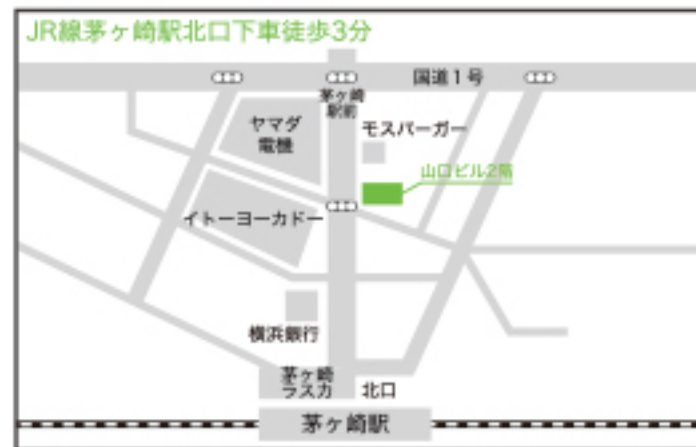 JR線茅ヶ崎駅北口下車徒歩3分
国道1号
茅ヶ崎
駅前
ヤマダ
電機
モスバーガー
山口ビル2階
イトーヨーカドー
横浜銀行
茅ヶ崎
ラスカ
北口
茅ヶ崎駅